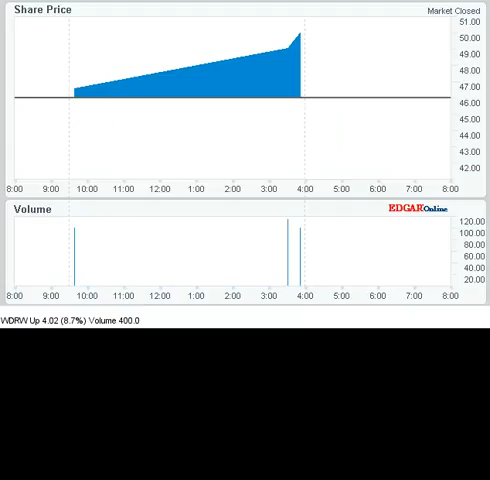 Share Price
Market Closed
51.00
50.00
49.00
48.00
47.00
46.00
45.00
44.00
43.00
42.00
8:00 9:00 10:00 11:00 12:00 1:00 2:00 3:00 4:00 5:00 6:00 7:00 8:00
Volume
EDGAR Online
120.00
100.00
80.00
60.00
40.00
20.00
8:00 9:00 10:00 11:00 12:00 1:00 2:00 3:00 4:00 5:00 6:00 7:00 8:00
WDRW Up 4.02 (8.7%) Volume 400.0